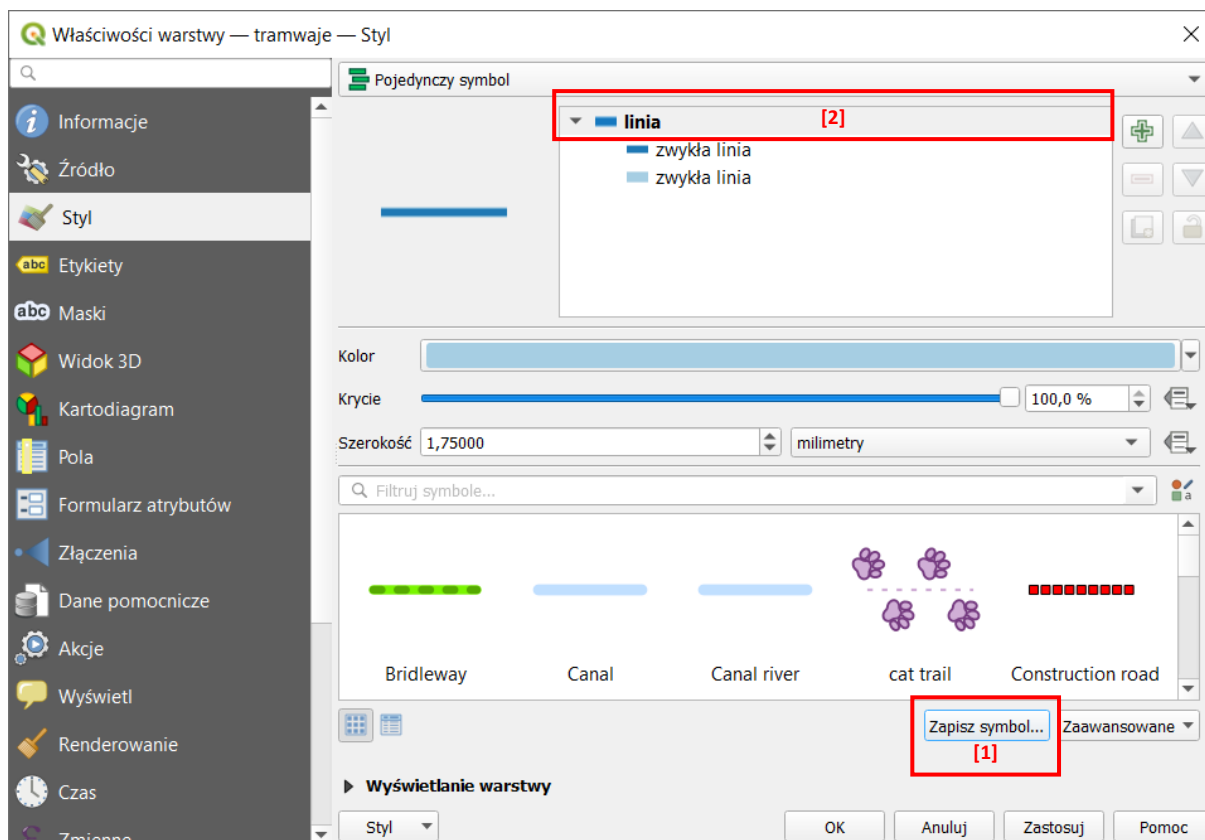 Właściwości warstwy — tramwaje — Styl
Pojedynczy symbol
Informacje
Źródło
Styl
Etykiety
Maski
Widok 3D
Kartodiagram
Pola
Formularz atrybutów
Złączenia
Dane pomocnicze
Akcje
Wyświetl
Renderowanie
Czas
Zmienne
abc
abc
linia
[2]
zwykła linia
zwykła linia
Kolor
Krycie
100,0 %
Szerokość
1,75000
milimetry
Filtruj symbole...
a
Bridleway
Canal
Canal river
cat trail
Construction road
Zapisz symbol...
Zaawansowane
[1]
Wyświetlanie warstwy
Styl
OK
Anuluj
Zastosuj
Pomoc